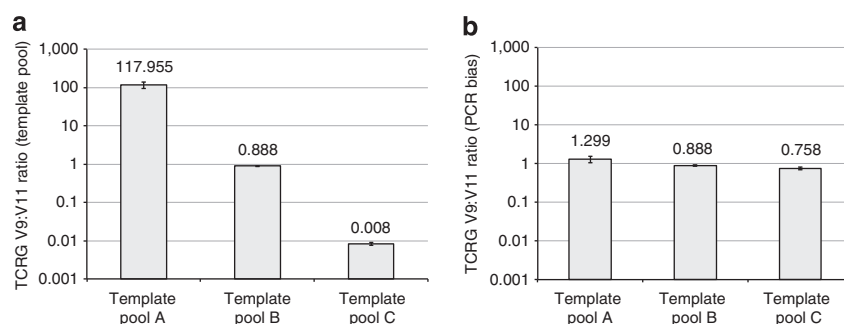 a
TCRG V9:V11 ratio (template pool)
1,000
100
10
1
0.1
0.01
0.001
117.955
0.888
0.008
Template
pool A
Template
pool B
Template
pool C
b
TCRG V9:V11 ratio (PCR bias)
1,000
100
10
1
0.1
0.01
0.001
1.299
0.888
0.758
Template
pool A
Template
pool B
Template
pool C